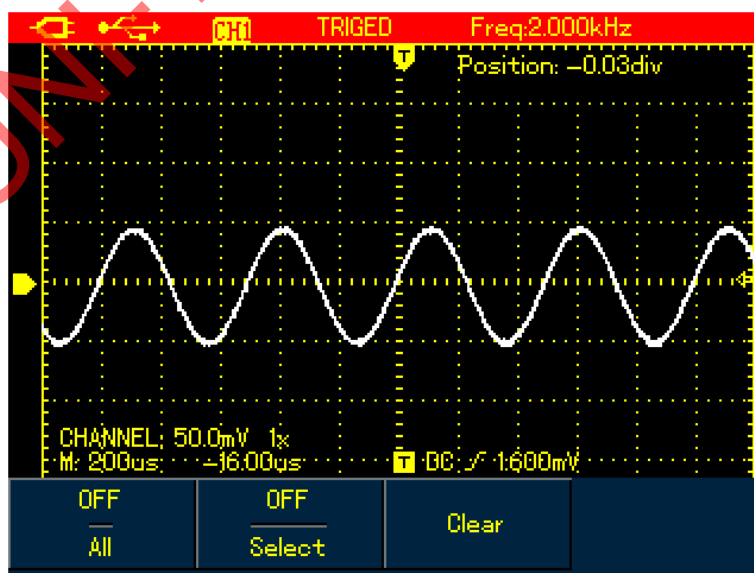 CH1 TRIGED Freq:2.000kHz
T
Position: -0.03div
CHANNEL: 50.0mV 1x
M: 200us -16.00us T DC 1.600mV
OFF OFF Clear
All Select